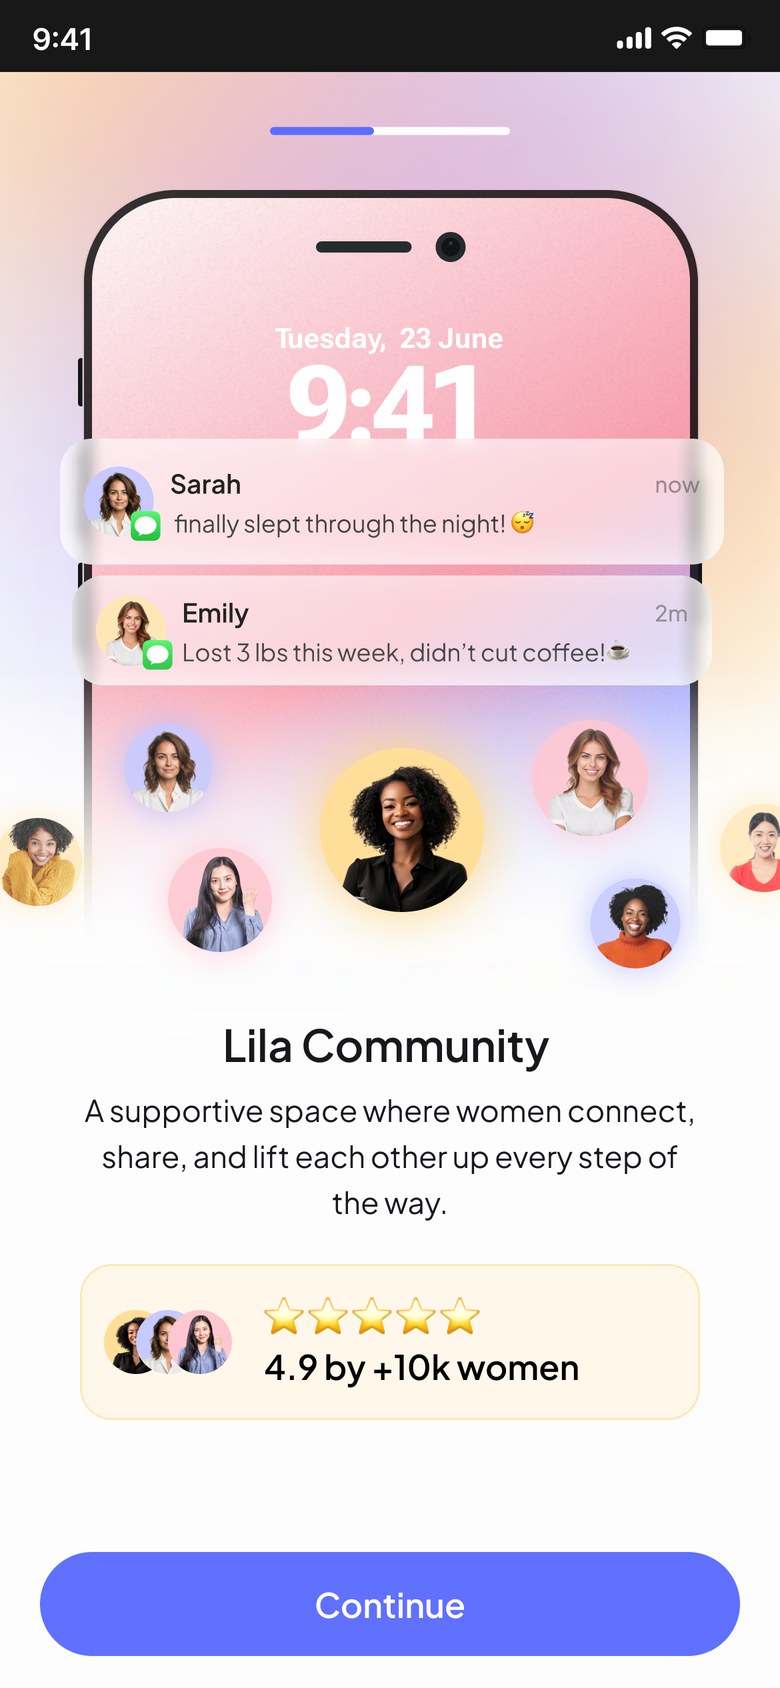 9:41
Tuesday, 23 June
9:41
Sarah
now
finally slept through the night! 😴
Emily
2m
Lost 3 lbs this week, didn’t cut coffee!☕
Lila Community
A supportive space where women connect,
share, and lift each other up every step of
the way.
⭐⭐⭐⭐⭐
4.9 by +10k women
Continue